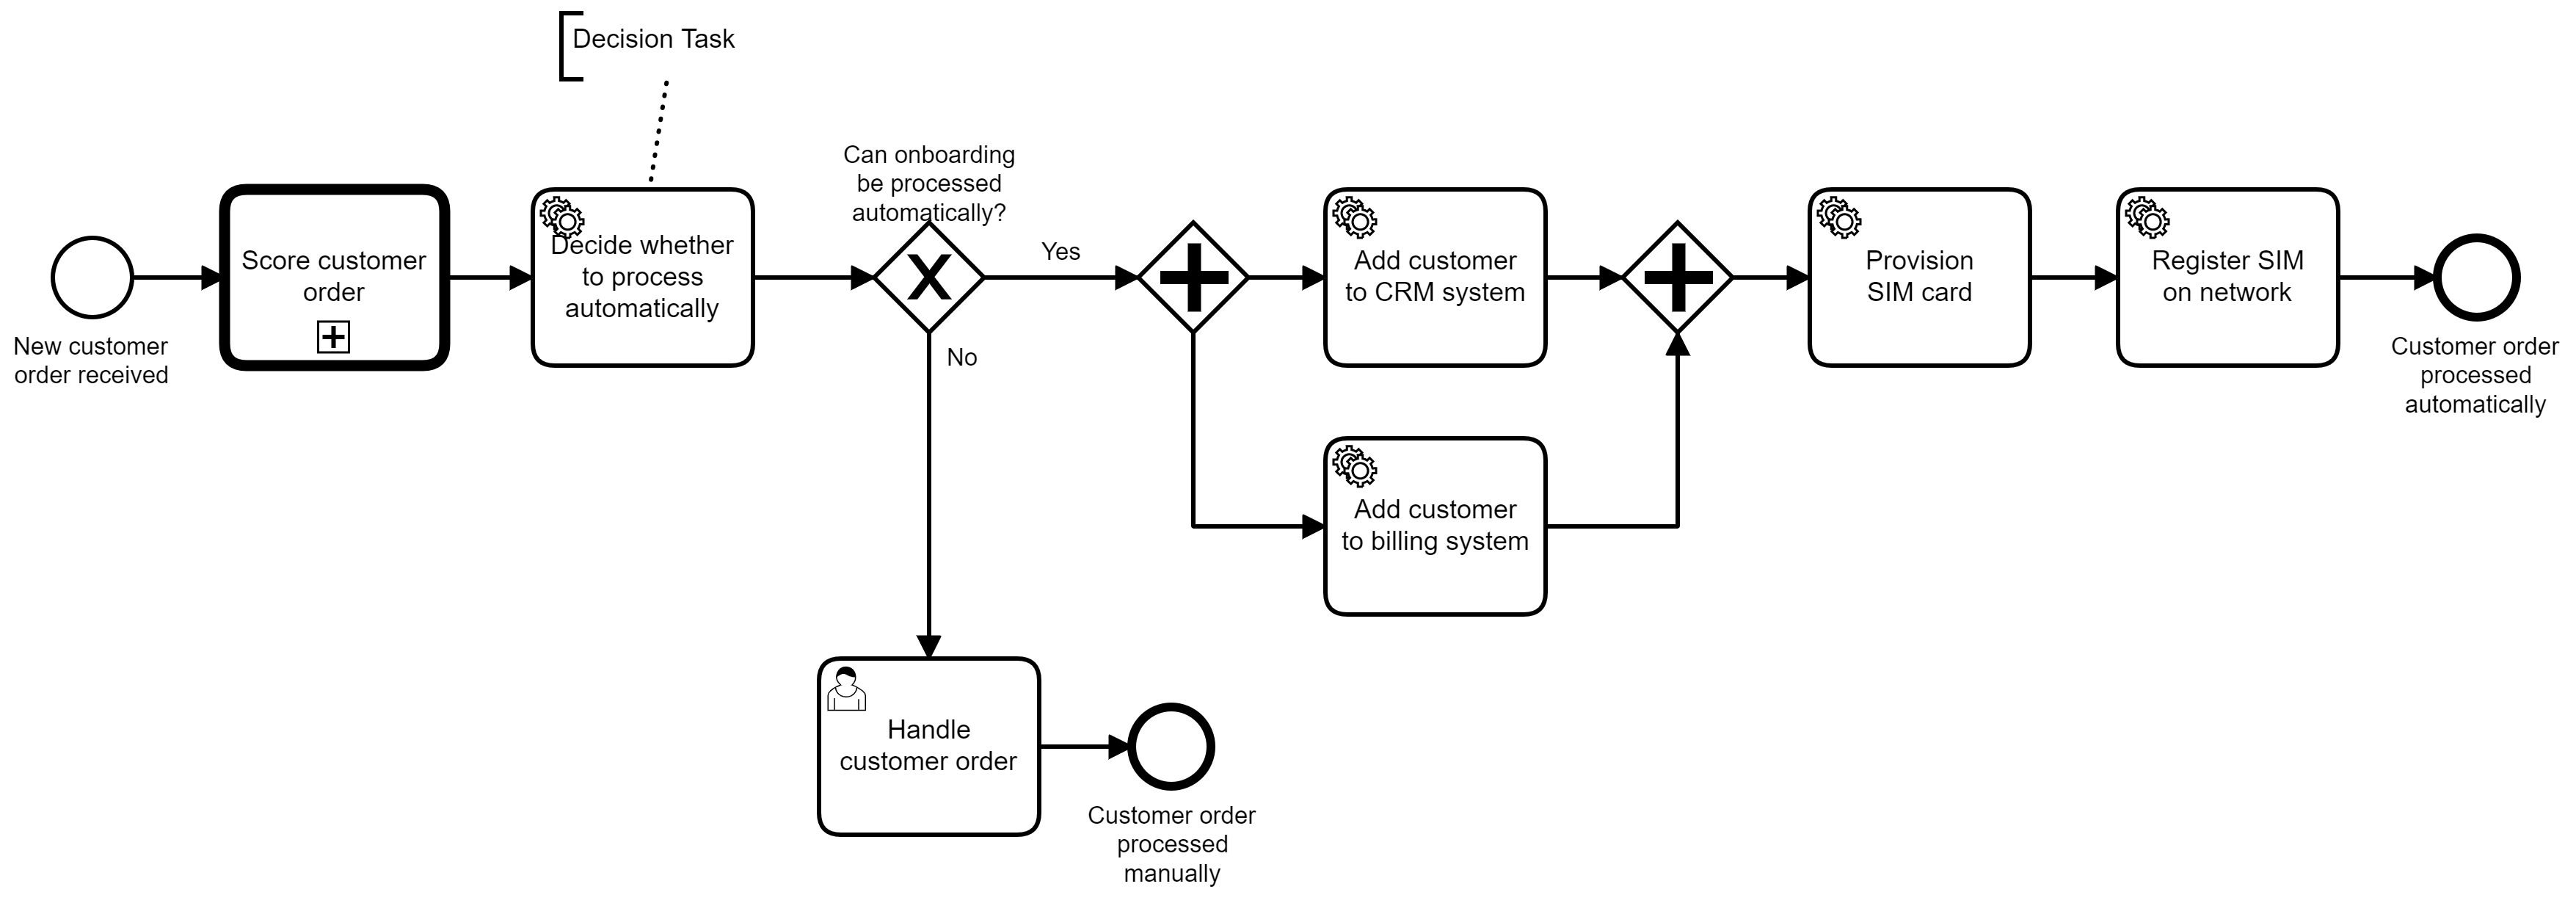 Decision Task
Can onboarding
be processed
automatically?
New customer
order received
Score customer
order
Decide whether
to process
automatically
Yes
No
Add customer
to CRM system
Add customer
to billing system
Provision
SIM card
Register SIM
on network
Customer order
processed
automatically
Handle
customer order
Customer order
processed
manually